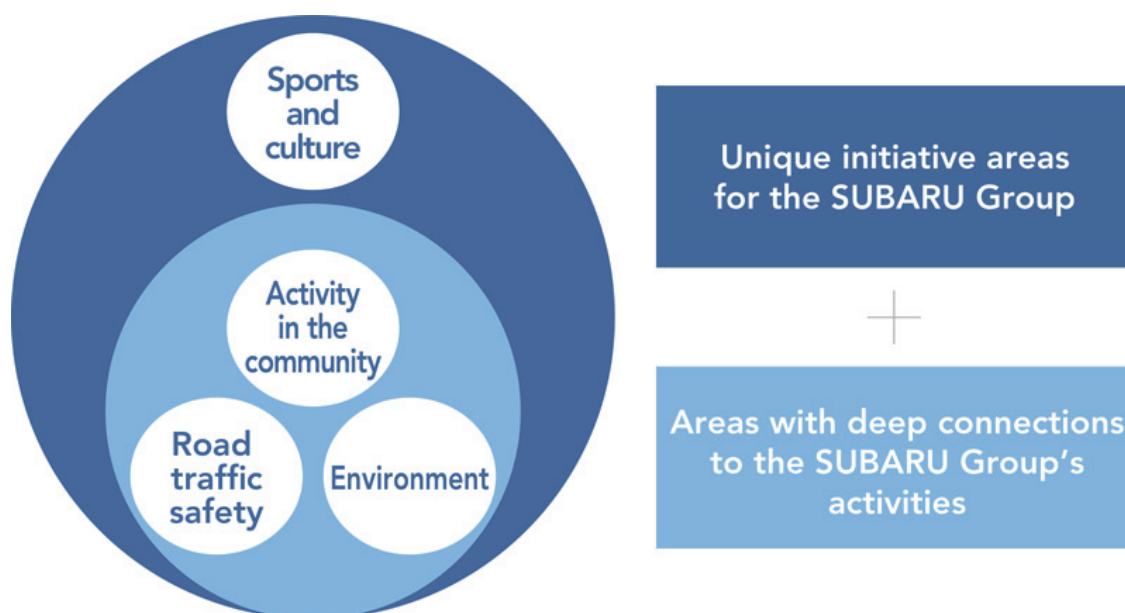 Sports
and
culture
Activity
in the
community
Road
traffic
safety
Environment
Unique initiative areas
for the SUBARU Group
Areas with deep connections
to the SUBARU Group’s
activities